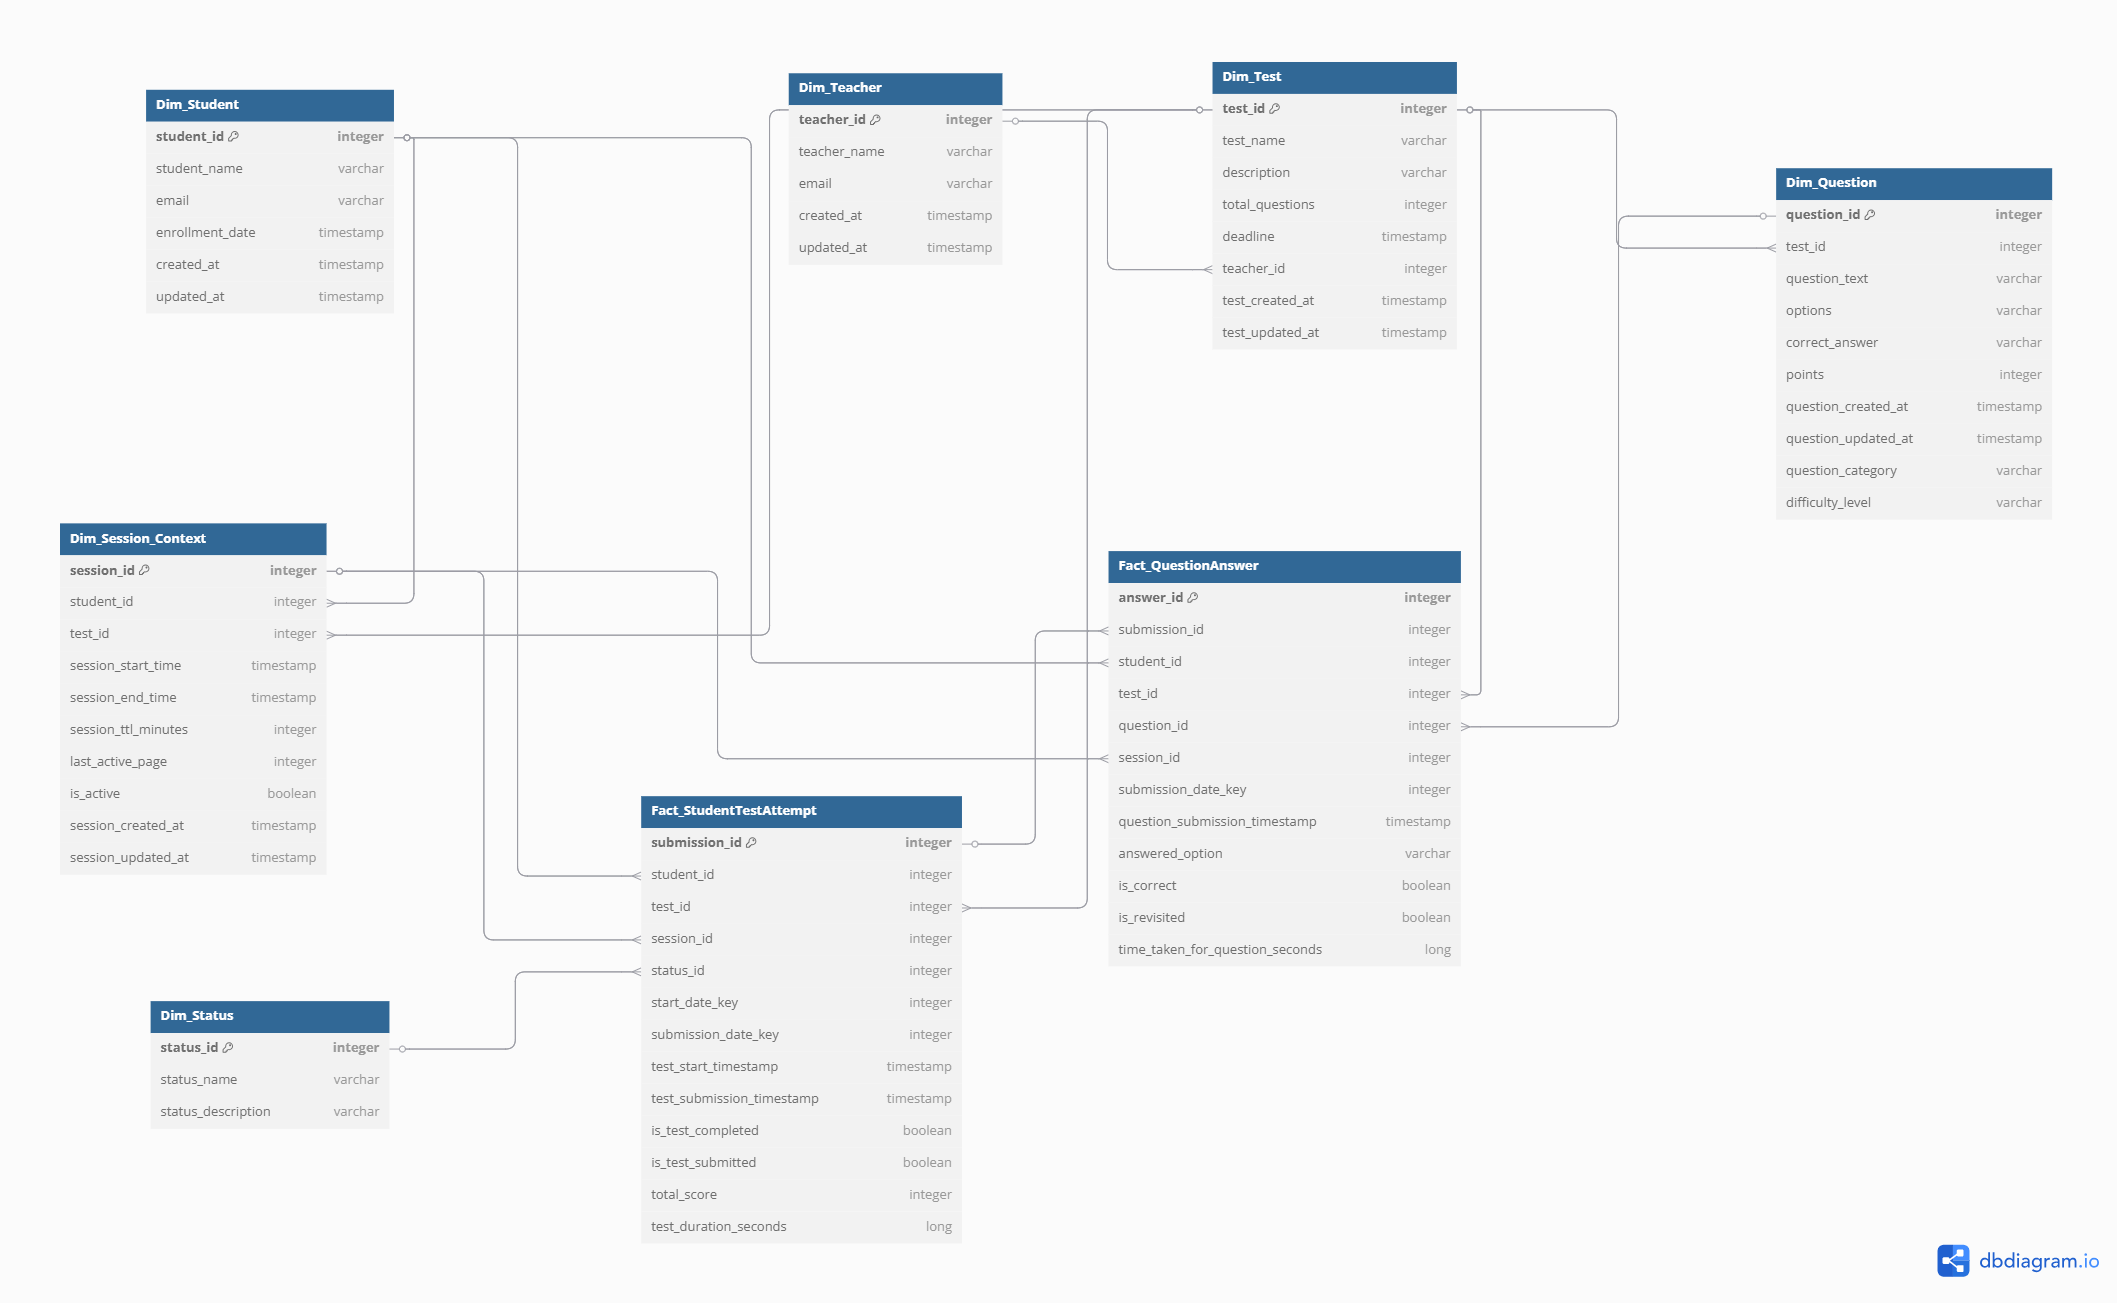 Dim_Student
student_id integer
student_name varchar
email varchar
enrollment_date timestamp
created_at timestamp
updated_at timestamp
Dim_Teacher
teacher_id integer
teacher_name varchar
email varchar
created_at timestamp
updated_at timestamp
Dim_Test
test_id integer
test_name varchar
description varchar
total_questions integer
deadline timestamp
teacher_id integer
test_created_at timestamp
test_updated_at timestamp
Dim_Question
question_id integer
test_id integer
question_text varchar
options varchar
correct_answer varchar
points integer
question_created_at timestamp
question_updated_at timestamp
question_category varchar
difficulty_level varchar
Dim_Session_Context
session_id integer
student_id integer
test_id integer
session_start_time timestamp
session_end_time timestamp
session_ttl_minutes integer
last_active_page integer
is_active boolean
session_created_at timestamp
session_updated_at timestamp
Fact_QuestionAnswer
answer_id integer
submission_id integer
student_id integer
test_id integer
question_id integer
session_id integer
submission_date_key integer
question_submission_timestamp timestamp
answered_option varchar
is_correct boolean
is_revisited boolean
time_taken_for_question_seconds long
Fact_StudentTestAttempt
submission_id integer
student_id integer
test_id integer
session_id integer
status_id integer
start_date_key integer
submission_date_key integer
test_start_timestamp timestamp
test_submission_timestamp timestamp
is_test_completed boolean
is_test_submitted boolean
total_score integer
test_duration_seconds long
Dim_Status
status_id integer
status_name varchar
status_description varchar
dbdiagram.io